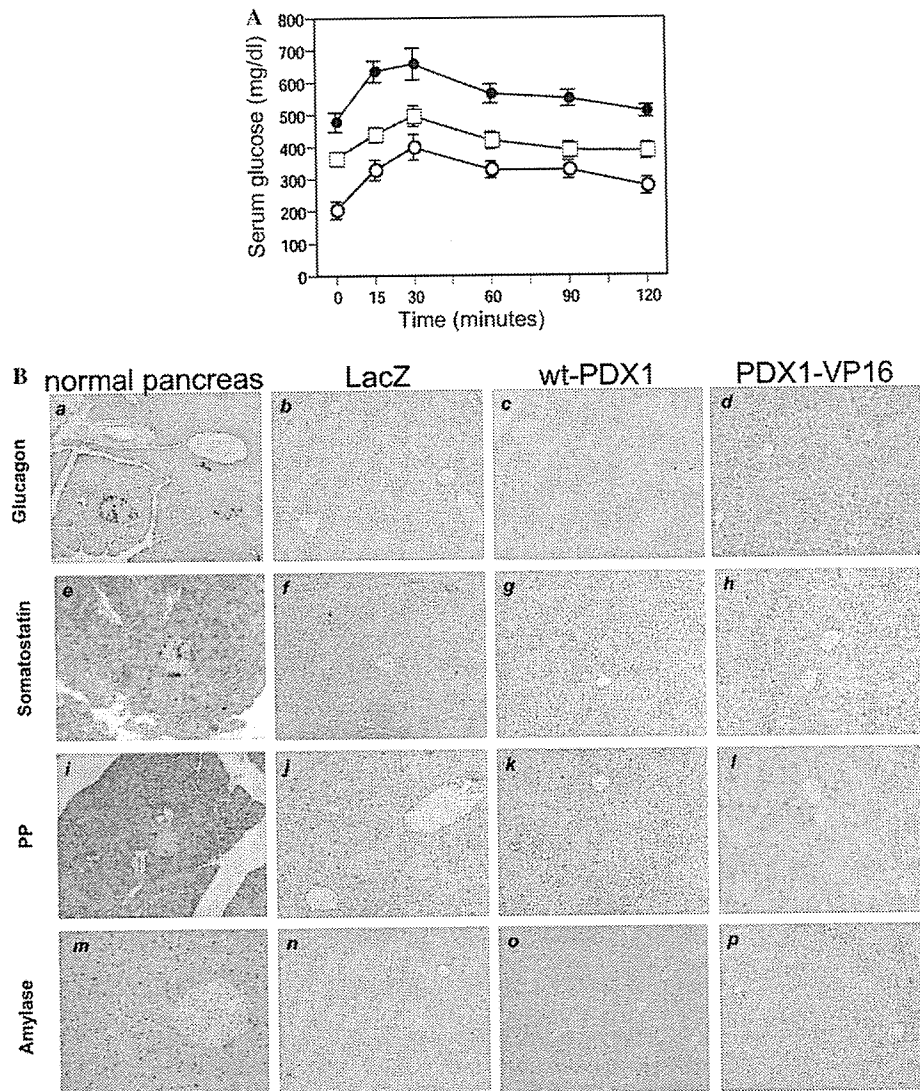 A
Serum glucose (mg/dl)
800
700
600
500
400
300
200
100
0
0 15 30 60 90 120
Time (minutes)
B
normal pancreas LacZ wt-PDX1 PDX1-VP16
Glucagon
a b c d
Somatostatin
e f g h
PP
i j k l
Amylase
m n o p